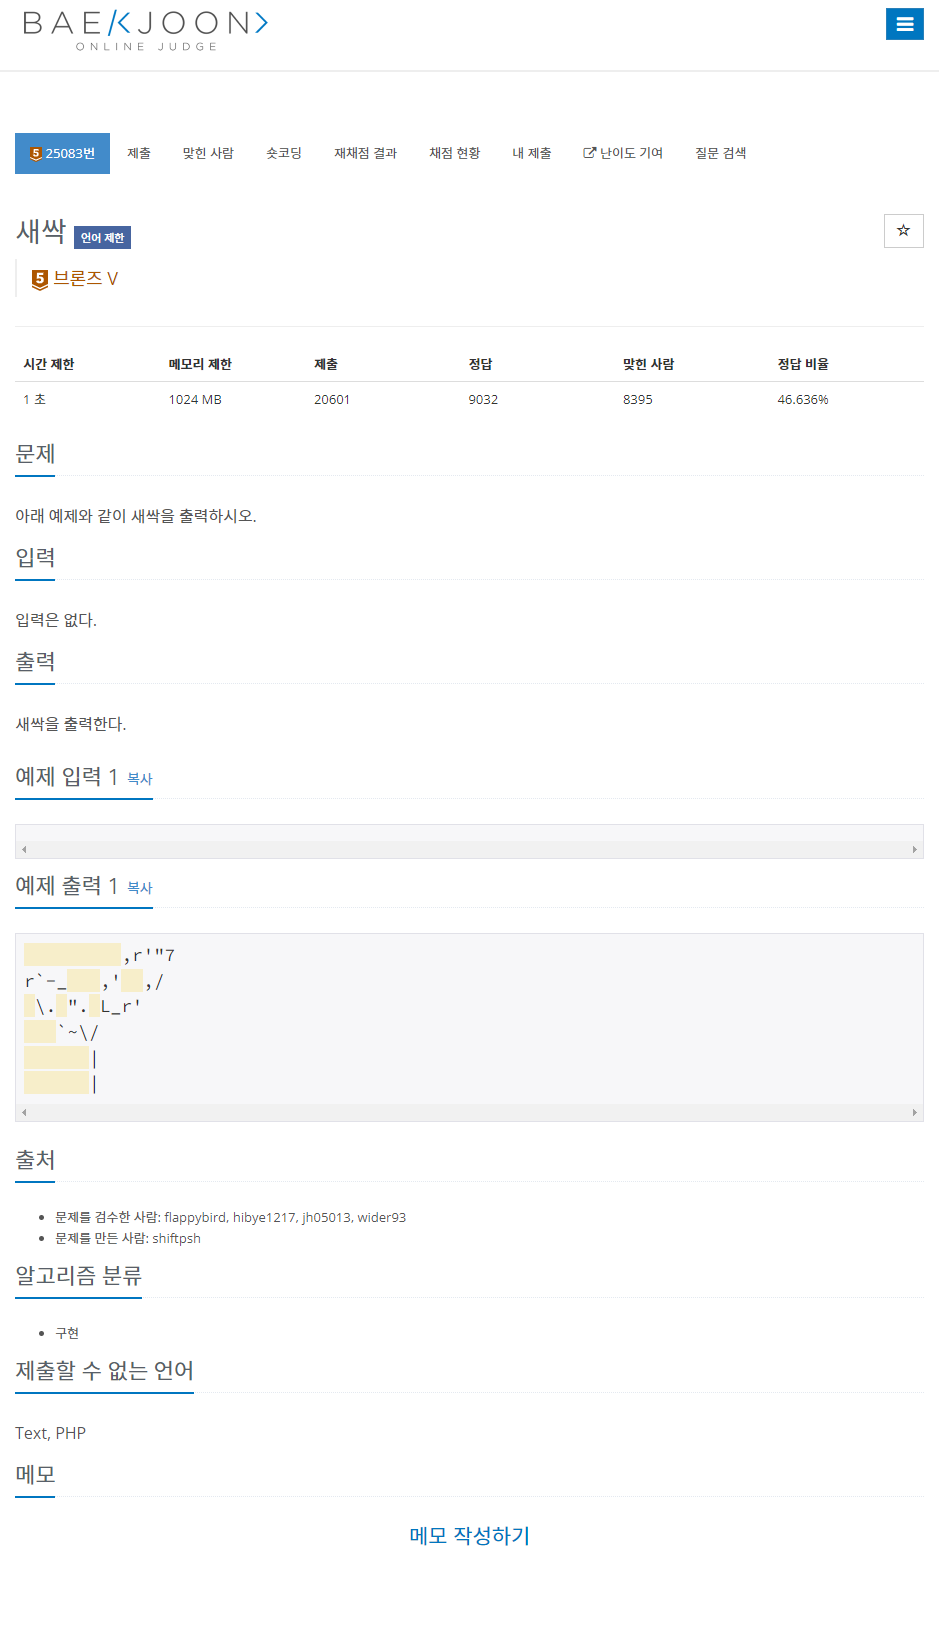 BAE/<JOON>
ONLINE JUDGE
5 25083번 제출 맞힌 사람 숏코딩 재채점 결과 채점 현황 내 제출 난이도 기여 질문 검색
새싹 언어 제한
5 브론즈 V
시간 제한 메모리 제한 제출 정답 맞힌 사람 정답 비율
1 초 1024 MB 20601 9032 8395 46.636%
문제
아래 예제와 같이 새싹을 출력하시오.
입력
입력은 없다.
출력
새싹을 출력한다.
예제 입력 1 복사
예제 출력 1 복사
         ,r'"7
r`-_   ,'  ,/
 \. ". L_r'
   `~\/
      |
      |
출처
문제를 검수한 사람: flappybird, hibye1217, jh05013, wider93
문제를 만든 사람: shiftpsh
알고리즘 분류
구현
제출할 수 없는 언어
Text, PHP
메모
메모 작성하기